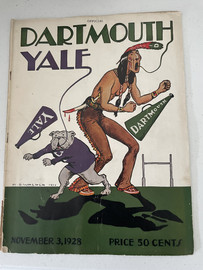 OFFICIAL
DARTMOUTH
YALE
YALE
DARTMOUTH
NOVEMBER 3, 1928
PRICE 50 CENTS